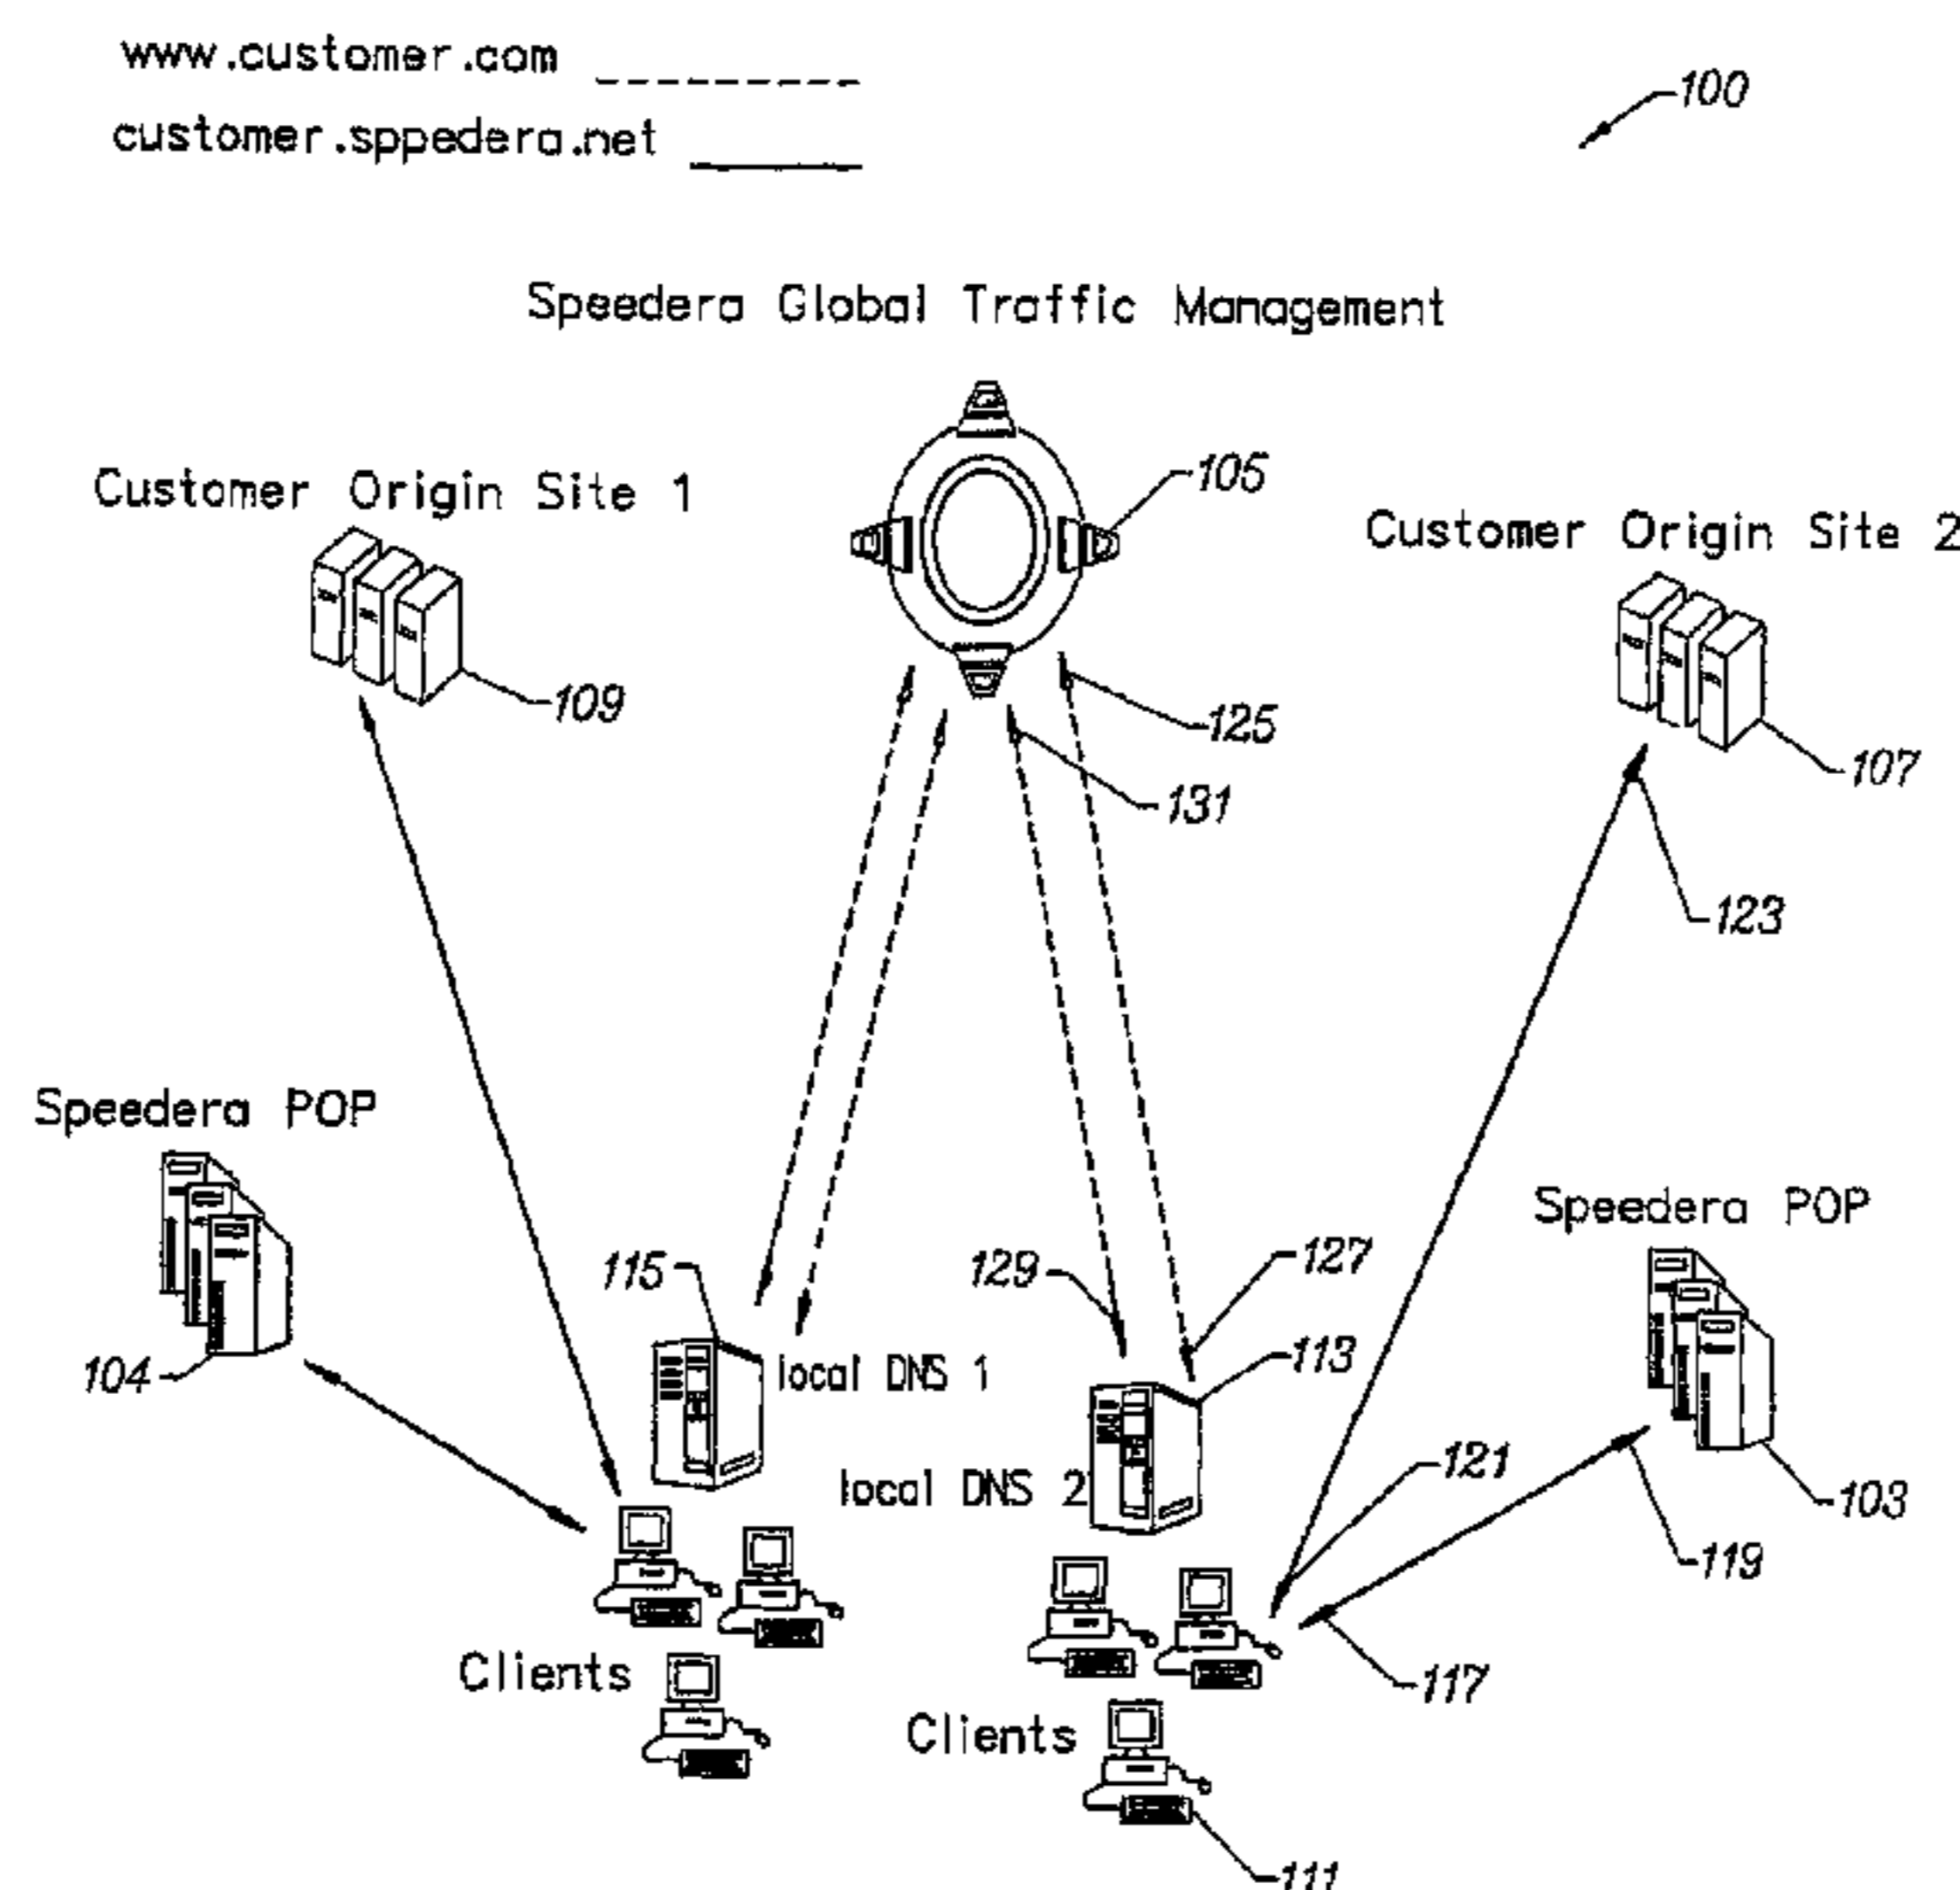 www.customer.com
customer.sppedera.net
100
Speedera Global Traffic Management
Customer Origin Site 1
105
Customer Origin Site 2
109
125
131
107
123
Speedera POP
Speedera POP
115
129
127
104
local DNS 1
113
local DNS 2
121
103
119
Clients
117
Clients
111